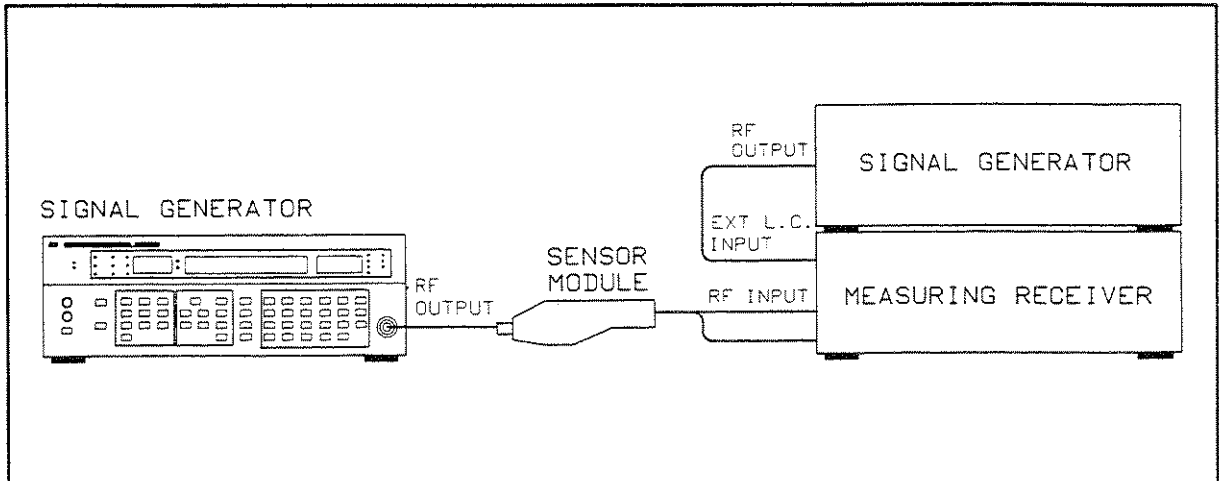 SIGNAL GENERATOR
RF
OUTPUT
SENSOR
MODULE
RF
OUTPUT
EXT L.C.
INPUT
RF INPUT
SIGNAL GENERATOR
MEASURING RECEIVER